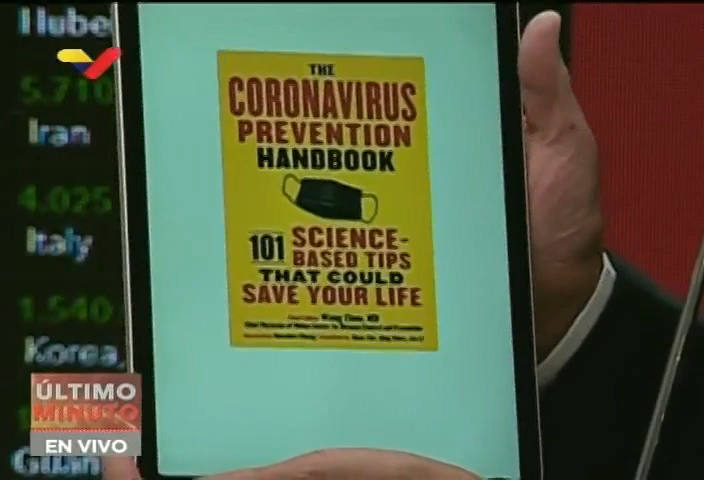 Hube
5.710
Iran
4.025
Italy
1.540
Korea,
THE
CORONAVIRUS
PREVENTION
HANDBOOK
101 SCIENCE-
BASED TIPS
THAT COULD
SAVE YOUR LIFE
ÚLTIMO
MINUTO
EN VIVO